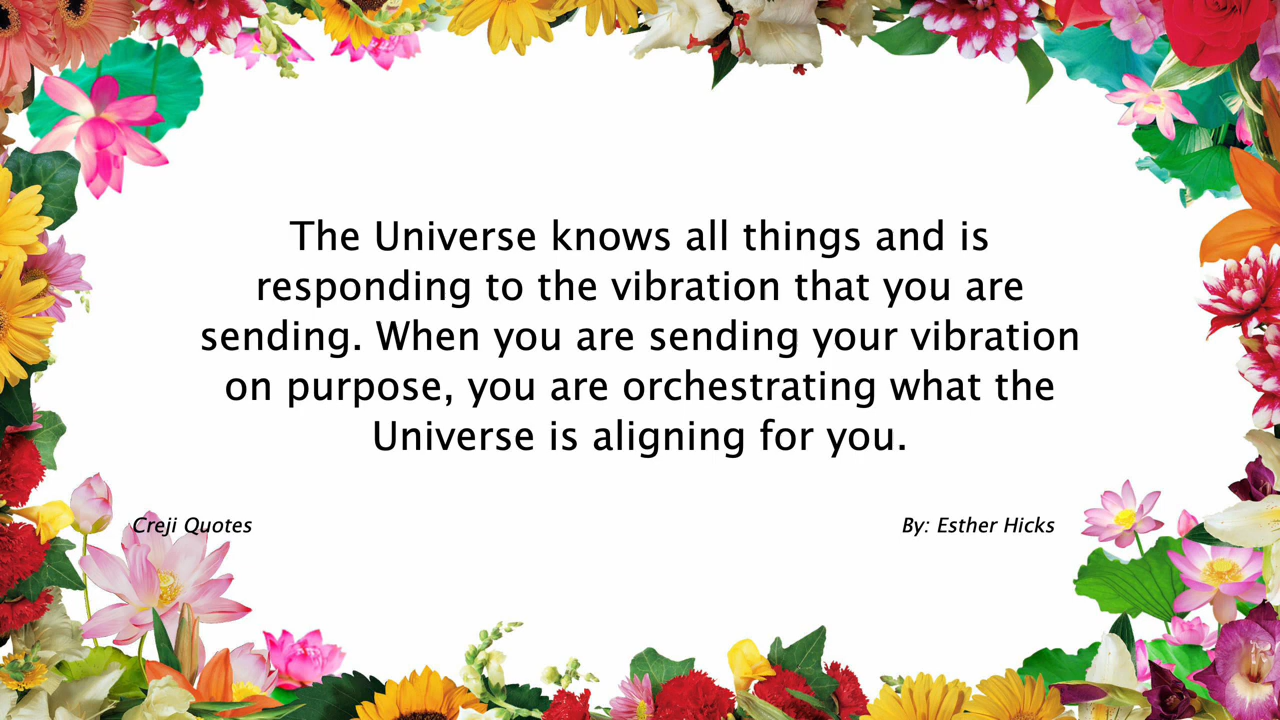 The Universe knows all things and is
responding to the vibration that you are
sending. When you are sending your vibration
on purpose, you are orchestrating what the
Universe is aligning for you.
Creji Quotes
By: Esther Hicks